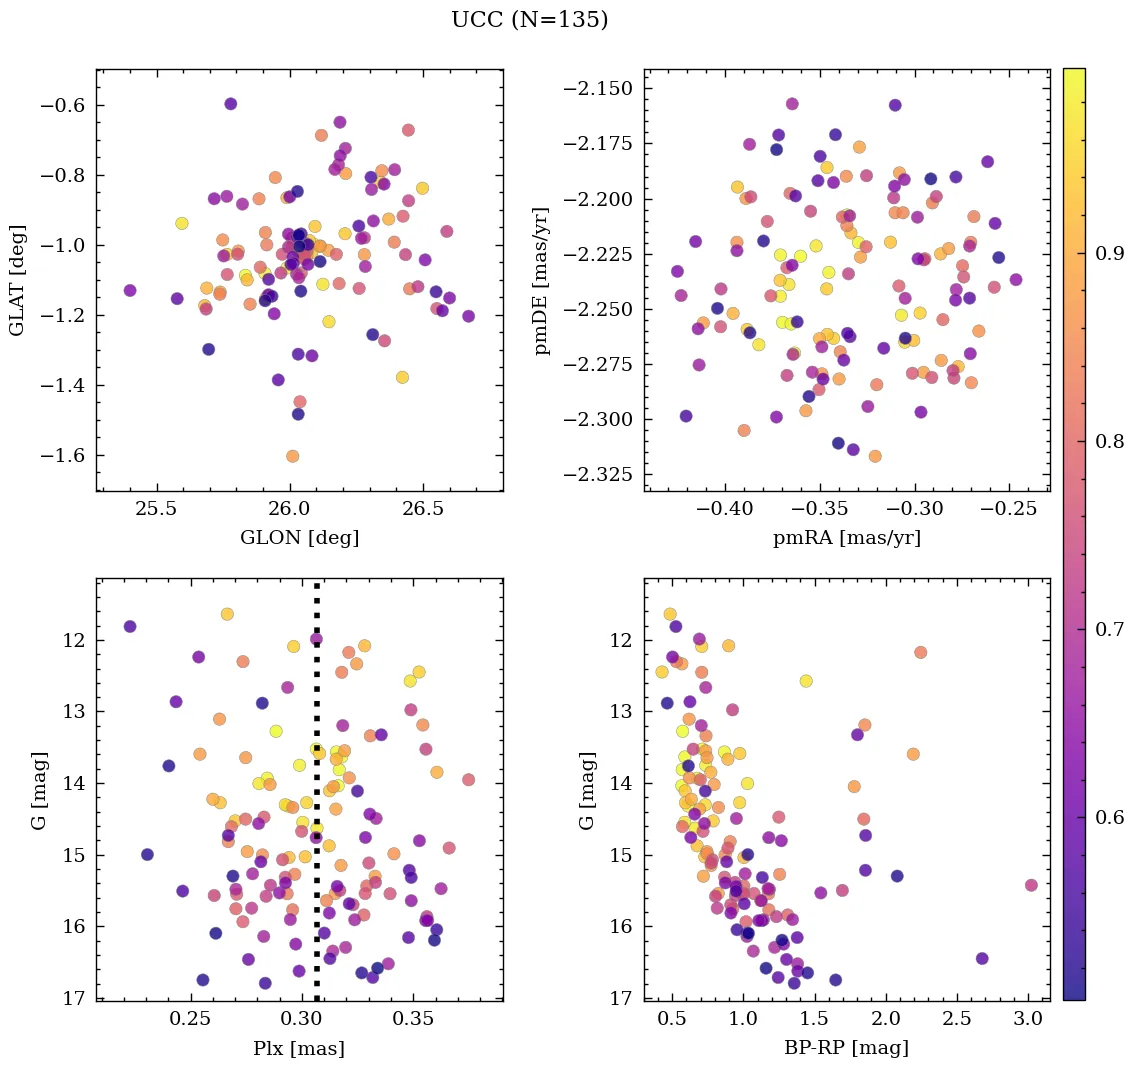 UCC (N=135)
−0.6
−0.8
−1.0
−1.2
−1.4
−1.6
GLAT [deg]
25.5 26.0 26.5
GLON [deg]
−2.150
−2.175
−2.200
−2.225
−2.250
−2.275
−2.300
−2.325
pmDE [mas/yr]
−0.40 −0.35 −0.30 −0.25
pmRA [mas/yr]
12
13
14
15
16
17
G [mag]
0.25 0.30 0.35
Plx [mas]
12
13
14
15
16
17
G [mag]
0.5 1.0 1.5 2.0 2.5 3.0
BP-RP [mag]
0.9
0.8
0.7
0.6